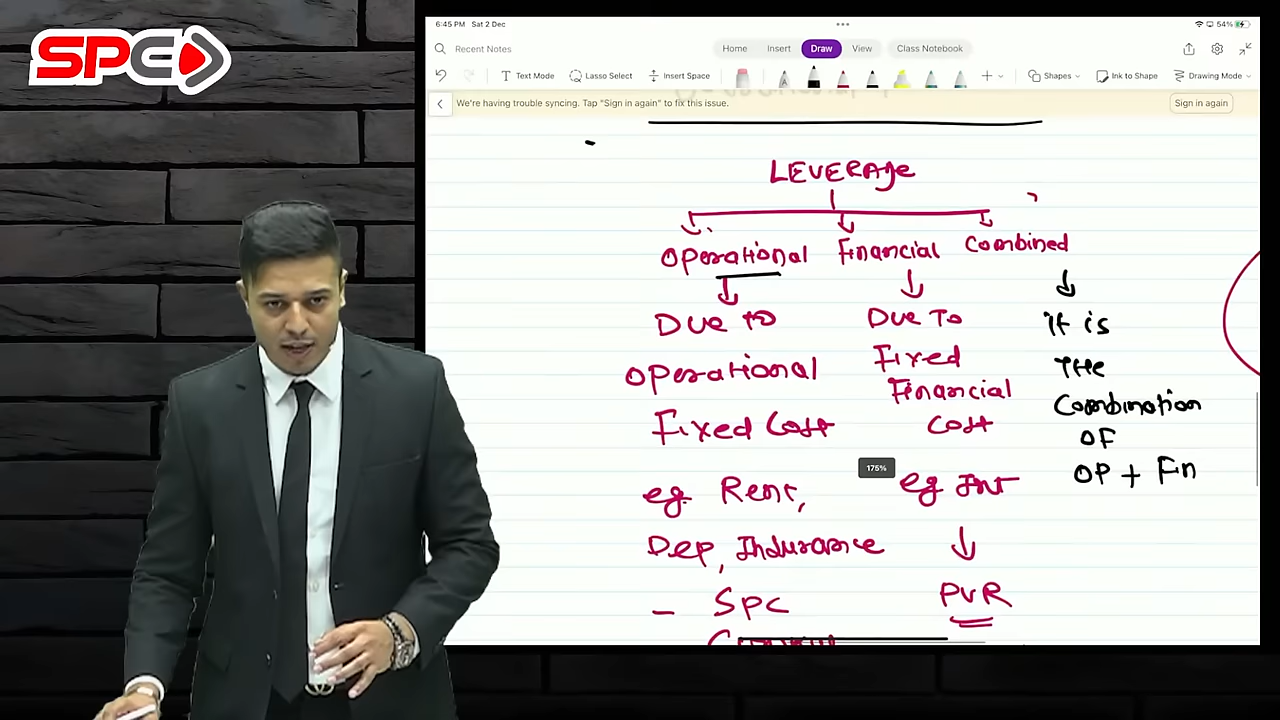 SPC
6:45 PM Sat 2 Dec
54%
Recent Notes
Home Insert Draw View Class Notebook
Text Mode Lasso Select Insert Space Shapes Ink to Shape Drawing Mode
We're having trouble syncing. Tap "Sign in again" to fix this issue. Sign in again
LEVERAge
Operational Financial Combined
Due to
Operational
Fixed Cost
eg. Rent,
Dep, Indurance
- SPC
Due To
Fixed
Financial
Cost
eg Int
PVR
it is
The
Combination
OF
OP + Fin
175%